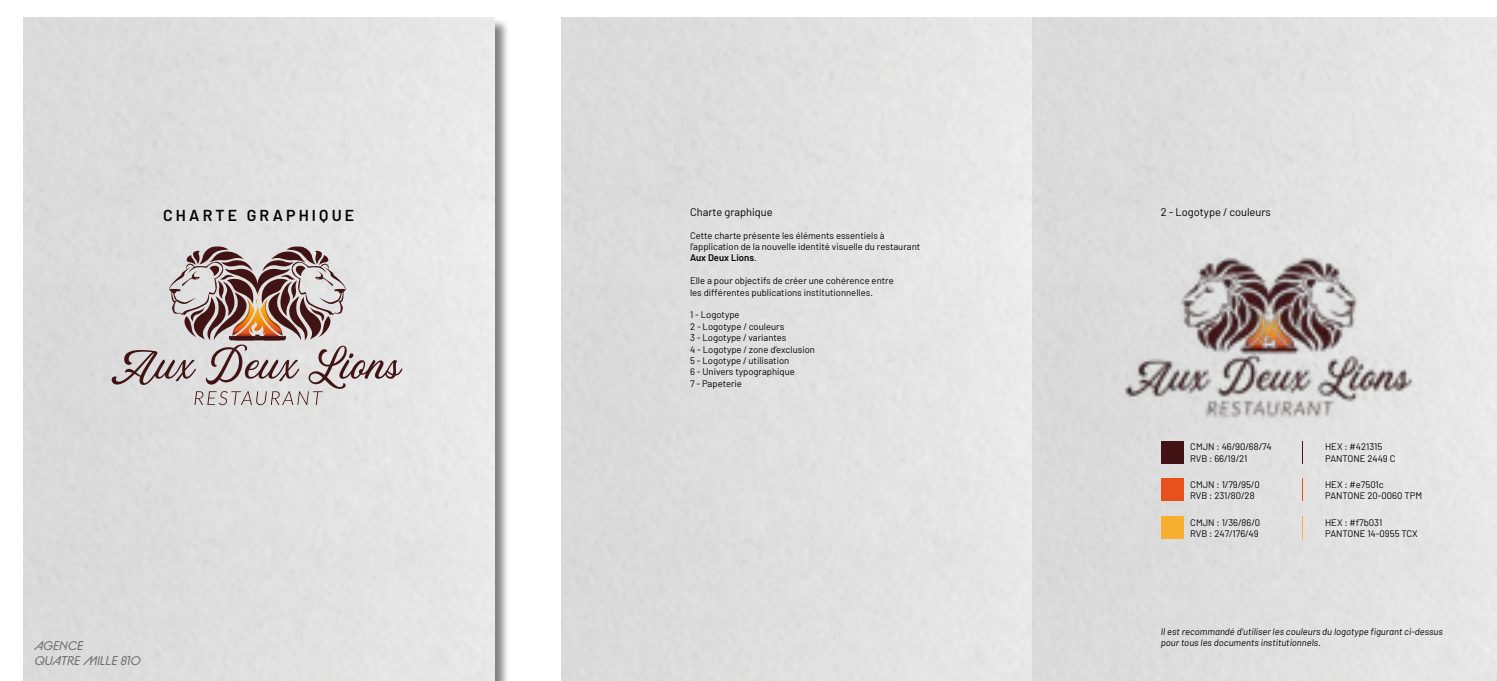 CHARTE GRAPHIQUE
Aux Deux Lions
RESTAURANT
AGENCE
QUATRE MILLE 810
Charte graphique
Cette charte présente les éléments essentiels à
l'application de la nouvelle identité visuelle du restaurant
Aux Deux Lions.
Elle a pour objectifs de créer une cohérence entre
les différentes publications institutionnelles.
1 - Logotype
2 - Logotype / couleurs
3 - Logotype / variantes
4 - Logotype / zone d'exclusion
5 - Logotype / utilisation
6 - Univers typographique
7 - Papeterie
2 - Logotype / couleurs
Aux Deux Lions
RESTAURANT
CMJN : 46/90/68/74
RVB : 66/19/21
HEX : #421315
PANTONE 2449 C
CMJN : 1/79/95/0
RVB : 231/80/28
HEX : #e7501c
PANTONE 20-0060 TPM
CMJN : 1/36/86/0
RVB : 247/176/49
HEX : #f7b031
PANTONE 14-0955 TCX
Il est recommandé d'utiliser les couleurs du logotype figurant ci-dessus
pour tous les documents institutionnels.